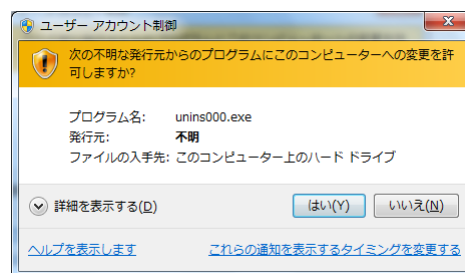 ユーザー アカウント制御
次の不明な発行元からのプログラムにこのコンピューターへの変更を許
可しますか?
プログラム名: unins000.exe
発行元: 不明
ファイルの入手先: このコンピューター上のハード ドライブ
詳細を表示する(D) はい(Y) いいえ(N)
ヘルプを表示します これらの通知を表示するタイミングを変更する